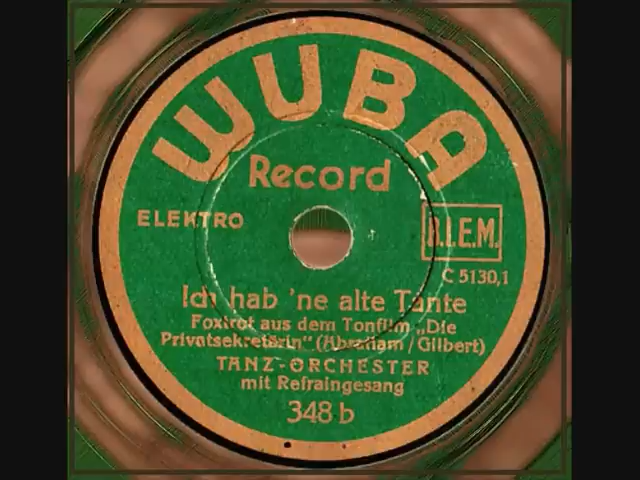 WUBA
Record
ELEKTRO
B.I.E.M.
C 5130,1
Ich hab 'ne alte Tante
Foxtrot aus dem Tonfilm „Die
Privatsekretärin" (Abraham / Gilbert)
TANZ-ORCHESTER
mit Refraingesang
348 b